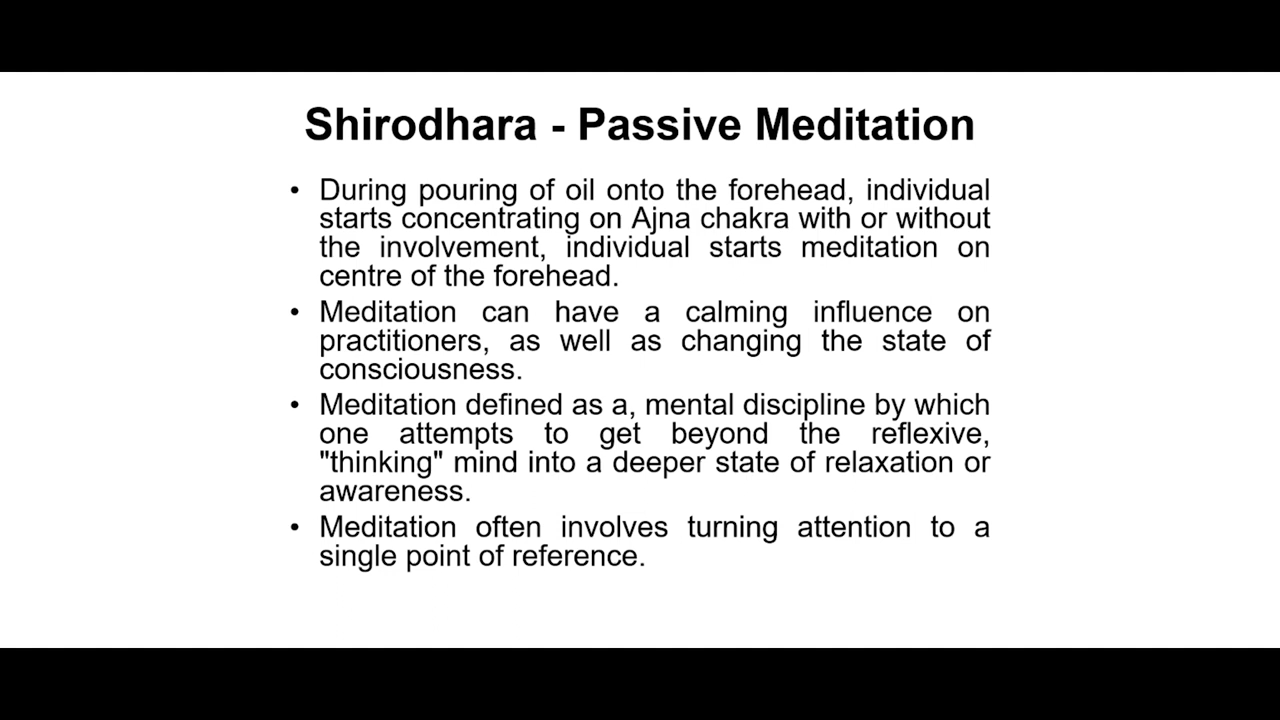 Shirodhara - Passive Meditation
• During pouring of oil onto the forehead, individual
starts concentrating on Ajna chakra with or without
the involvement, individual starts meditation on
centre of the forehead.
• Meditation can have a calming influence on
practitioners, as well as changing the state of
consciousness.
• Meditation defined as a, mental discipline by which
one attempts to get beyond the reflexive,
"thinking" mind into a deeper state of relaxation or
awareness.
• Meditation often involves turning attention to a
single point of reference.